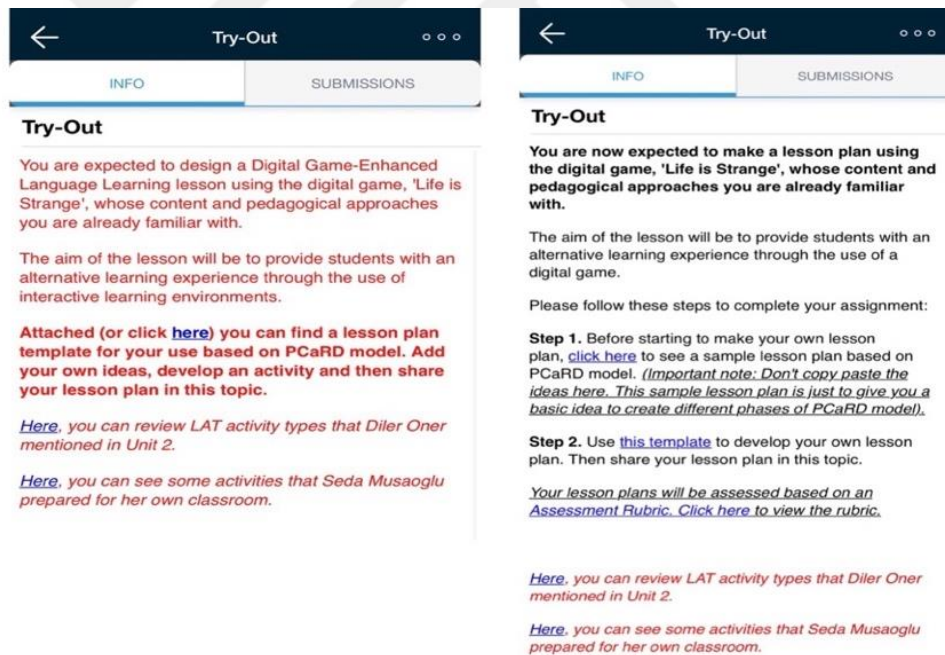 Try-Out
INFO
SUBMISSIONS
Try-Out
You are expected to design a Digital Game-Enhanced
Language Learning lesson using the digital game, 'Life is
Strange', whose content and pedagogical approaches
you are already familiar with.
The aim of the lesson will be to provide students with an
alternative learning experience through the use of
interactive learning environments.
Attached (or click here) you can find a lesson plan
template for your use based on PCaRD model. Add
your own ideas, develop an activity and then share
your lesson plan in this topic.
Here, you can review LAT activity types that Diler Oner
mentioned in Unit 2.
Here, you can see some activities that Seda Musaoglu
prepared for her own classroom.
Try-Out
INFO
SUBMISSIONS
Try-Out
You are now expected to make a lesson plan using
the digital game, 'Life is Strange', whose content and
pedagogical approaches you are already familiar
with.
The aim of the lesson will be to provide students with an
alternative learning experience through the use of a
digital game.
Please follow these steps to complete your assignment:
Step 1. Before starting to make your own lesson
plan, click here to see a sample lesson plan based on
PCaRD model. (Important note: Don't copy paste the
ideas here. This sample lesson plan is just to give you a
basic idea to create different phases of PCaRD model).
Step 2. Use this template to develop your own lesson
plan. Then share your lesson plan in this topic.
Your lesson plans will be assessed based on an
Assessment Rubric. Click here to view the rubric.
Here, you can review LAT activity types that Diler Oner
mentioned in Unit 2.
Here, you can see some activities that Seda Musaoglu
prepared for her own classroom.